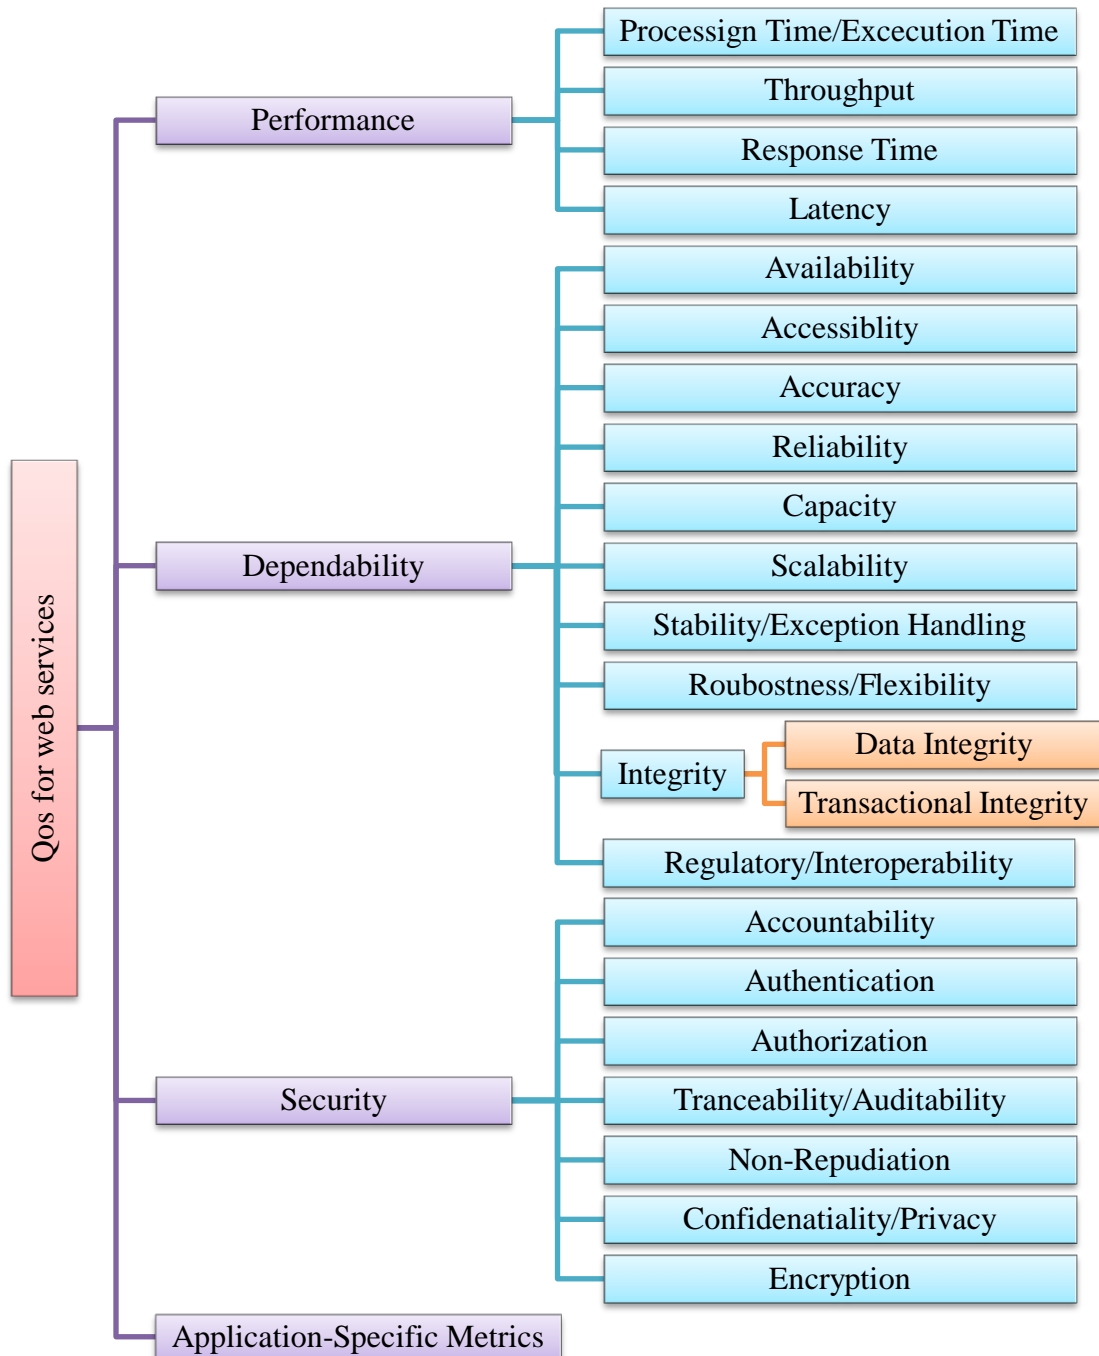 Qos for web services
Performance
Processign Time/Excecution Time
Throughput
Response Time
Latency
Dependability
Availability
Accessiblity
Accuracy
Reliability
Capacity
Scalability
Stability/Exception Handling
Roubostness/Flexibility
Integrity
Data Integrity
Transactional Integrity
Regulatory/Interoperability
Security
Accountability
Authentication
Authorization
Tranceability/Auditability
Non-Repudiation
Confidenatiality/Privacy
Encryption
Application-Specific Metrics